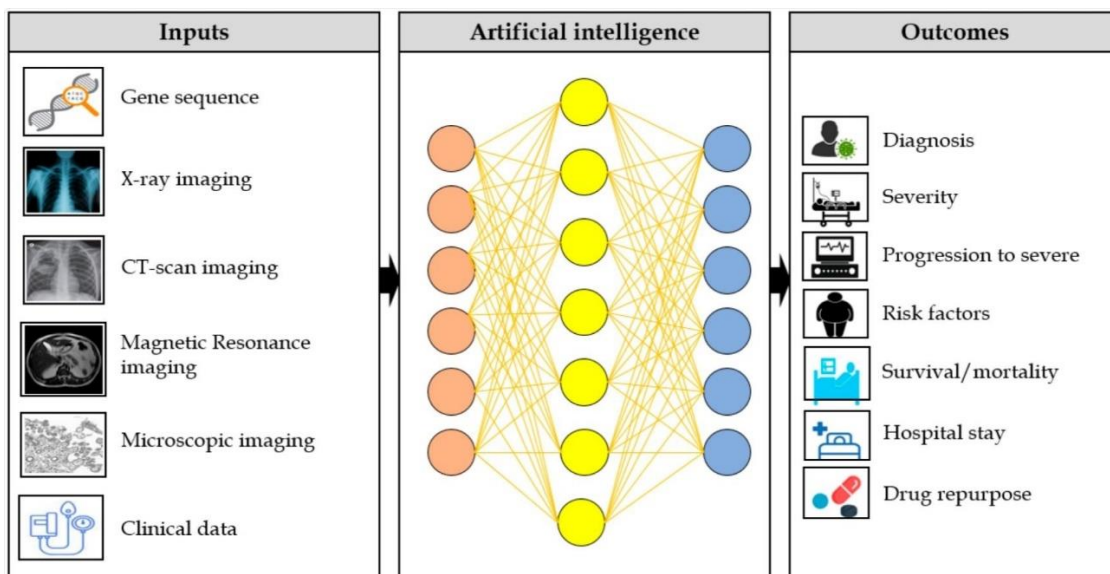 Inputs
Artificial intelligence
Outcomes
Gene sequence
X-ray imaging
CT-scan imaging
Magnetic Resonance
imaging
Microscopic imaging
Clinical data
Diagnosis
Severity
Progression to severe
Risk factors
Survival/mortality
Hospital stay
Drug repurpose